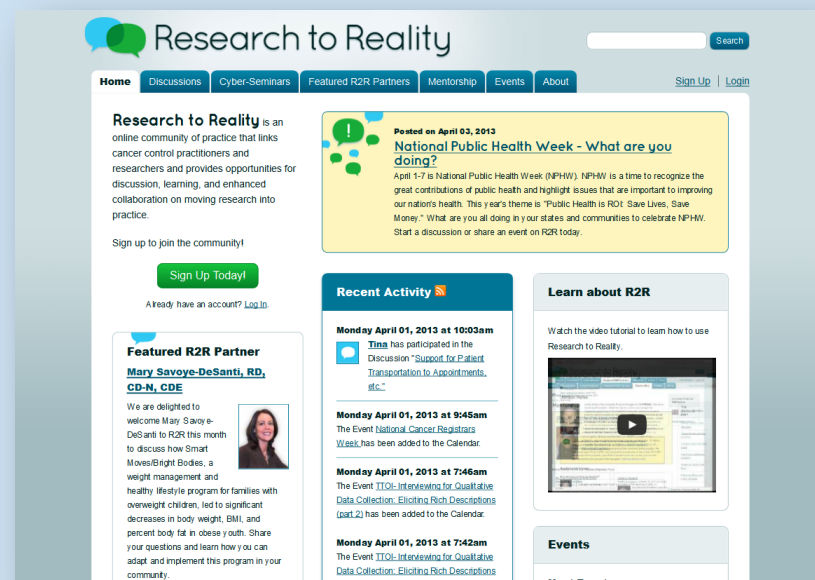 Research to Reality
Search
Home
Discussions
Cyber-Seminars
Featured R2R Partners
Mentorship
Events
About
Sign Up | Login
Research to Reality is an
online community of practice that links
cancer control practitioners and
researchers and provides opportunities for
discussion, learning, and enhanced
collaboration on moving research into
practice.
Sign up to join the community!
Sign Up Today!
Already have an account? Log In.
Featured R2R Partner
Mary Savoye-DeSanti, RD,
CD-N, CDE
We are delighted to
welcome Mary Savoye-
DeSanti to R2R this month
to discuss how Smart
Moves/Bright Bodies, a
weight management and
healthy lifestyle program for families with
overweight children, led to significant
decreases in body weight, BMI, and
percent body fat in obese youth. Share
your questions and learn how you can
adapt and implement this program in your
community.
Posted on April 03, 2013
National Public Health Week - What are you
doing?
April 1-7 is National Public Health Week (NPHW). NPHW is a time to recognize the
great contributions of public health and highlight issues that are important to improving
our nation's health. This year's theme is "Public Health is ROI: Save Lives, Save
Money." What are you all doing in your states and communities to celebrate NPHW.
Start a discussion or share an event on R2R today.
Recent Activity
Monday April 01, 2013 at 10:03am
Tina has participated in the
Discussion "Support for Patient
Transportation to Appointments,
etc."
Monday April 01, 2013 at 9:45am
The Event National Cancer Registrars
Week has been added to the Calendar.
Monday April 01, 2013 at 7:46am
The Event TTOI- Interviewing for Qualitative
Data Collection: Eliciting Rich Descriptions
(part 2) has been added to the Calendar.
Monday April 01, 2013 at 7:42am
The Event TTOI- Interviewing for Qualitative
Data Collection: Eliciting Rich Descriptions
Learn about R2R
Watch the video tutorial to learn how to use
Research to Reality.
Events